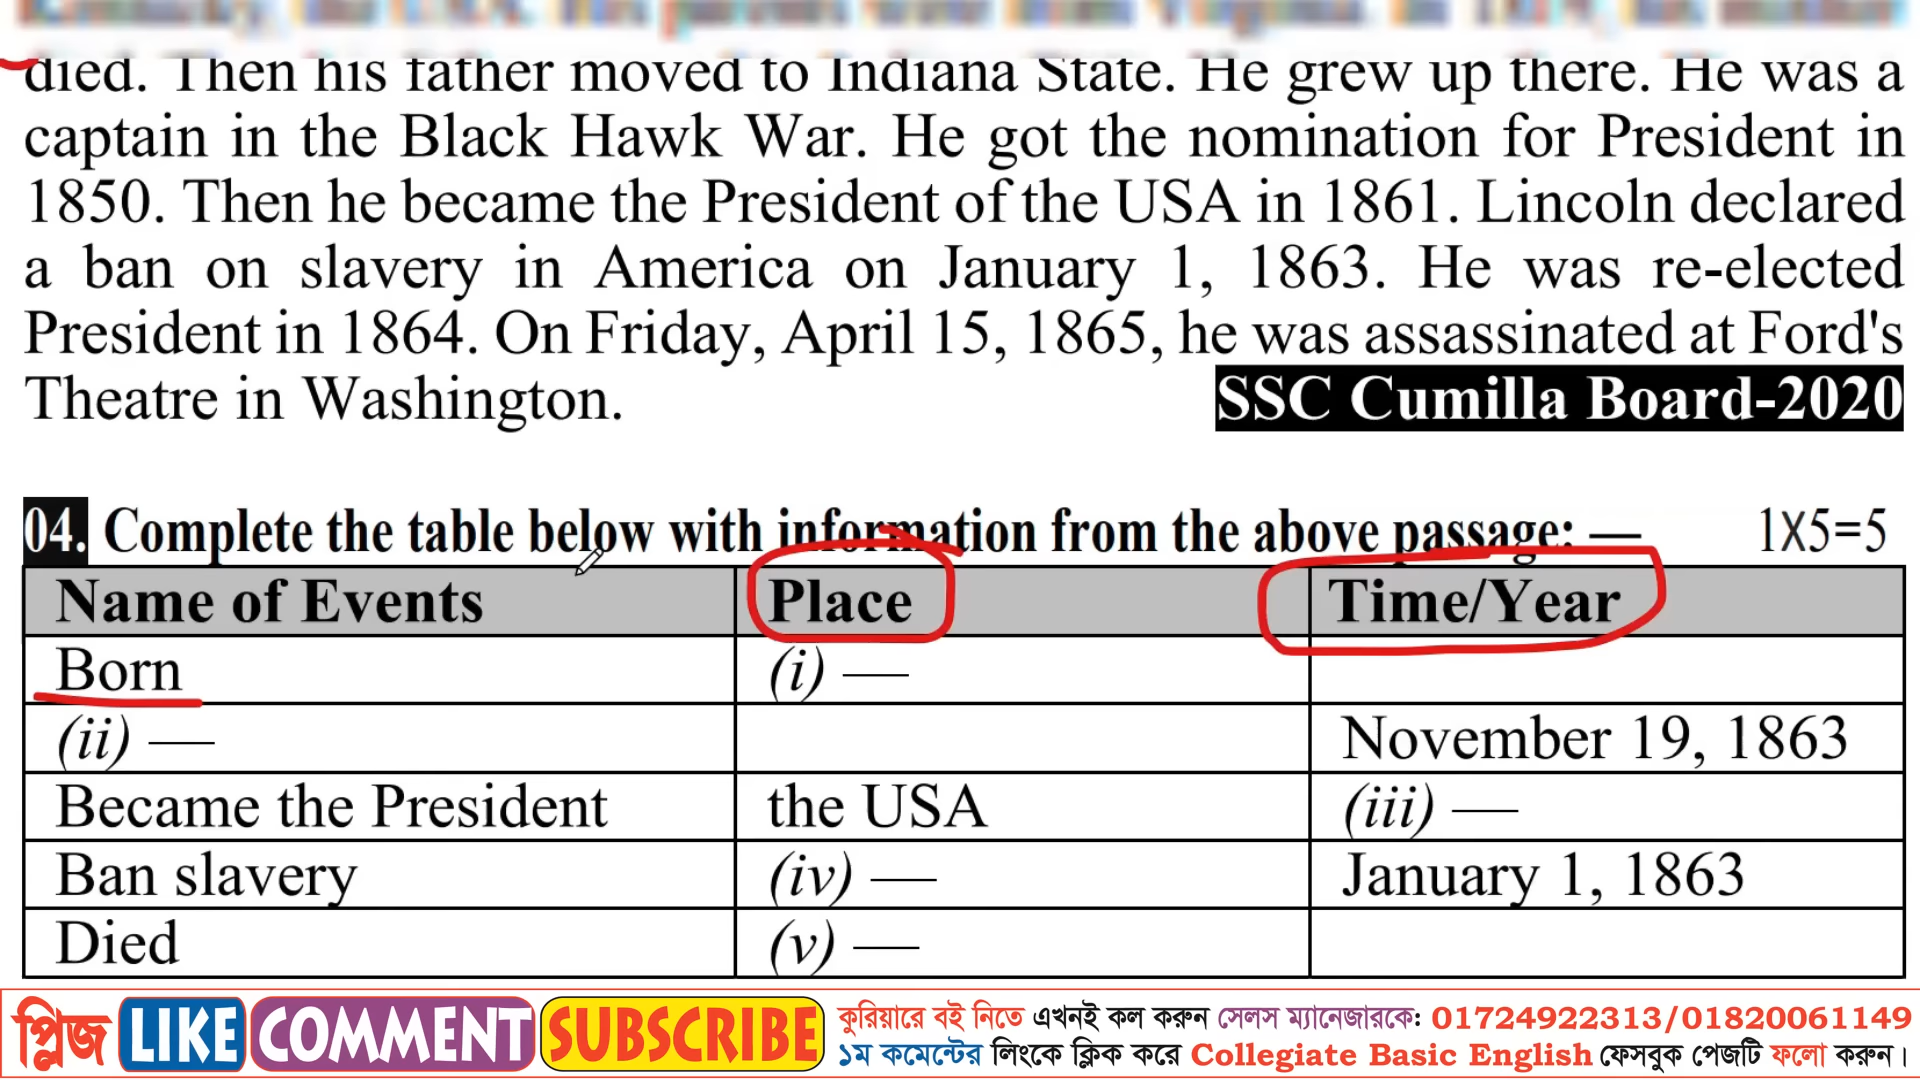 died. Then his father moved to Indiana State. He grew up there. He was a
captain in the Black Hawk War. He got the nomination for President in
1850. Then he became the President of the USA in 1861. Lincoln declared
a ban on slavery in America on January 1, 1863. He was re-elected
President in 1864. On Friday, April 15, 1865, he was assassinated at Ford's
Theatre in Washington. SSC Cumilla Board-2020
04. Complete the table below with information from the above passage: — 1X5=5
Name of Events Place Time/Year
Born (i) —
(ii) — November 19, 1863
Became the President the USA (iii) —
Ban slavery (iv) — January 1, 1863
Died (v) —
প্লিজ LIKE COMMENT SUBSCRIBE
কুরিয়ারে বই নিতে এখনই কল করুন সেলস ম্যানেজারকে: 01724922313/01820061149
১ম কমেন্টের লিংকে ক্লিক করে Collegiate Basic English ফেসবুক পেজটি ফলো করুন।